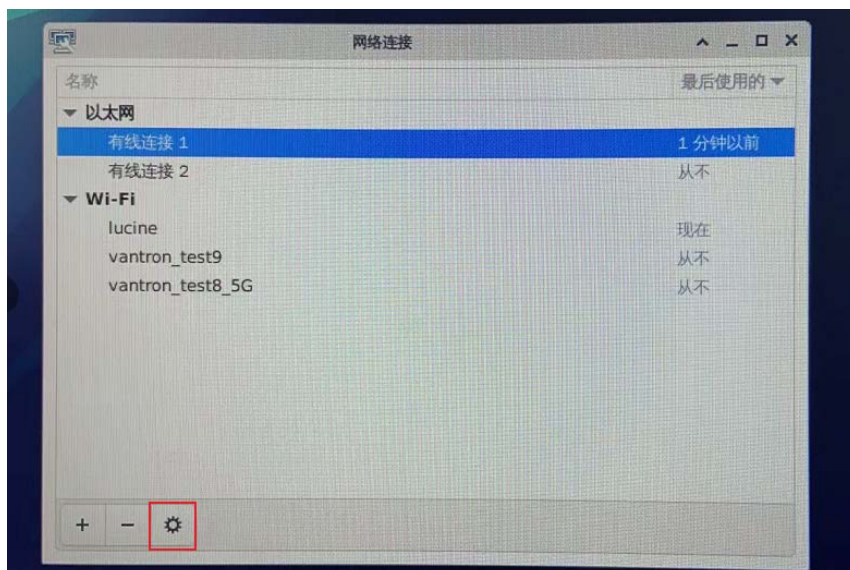 网络连接
名称 最后使用的
以太网
有线连接 1 1 分钟以前
有线连接 2 从不
Wi-Fi
lucine 现在
vantron_test9 从不
vantron_test8_5G 从不